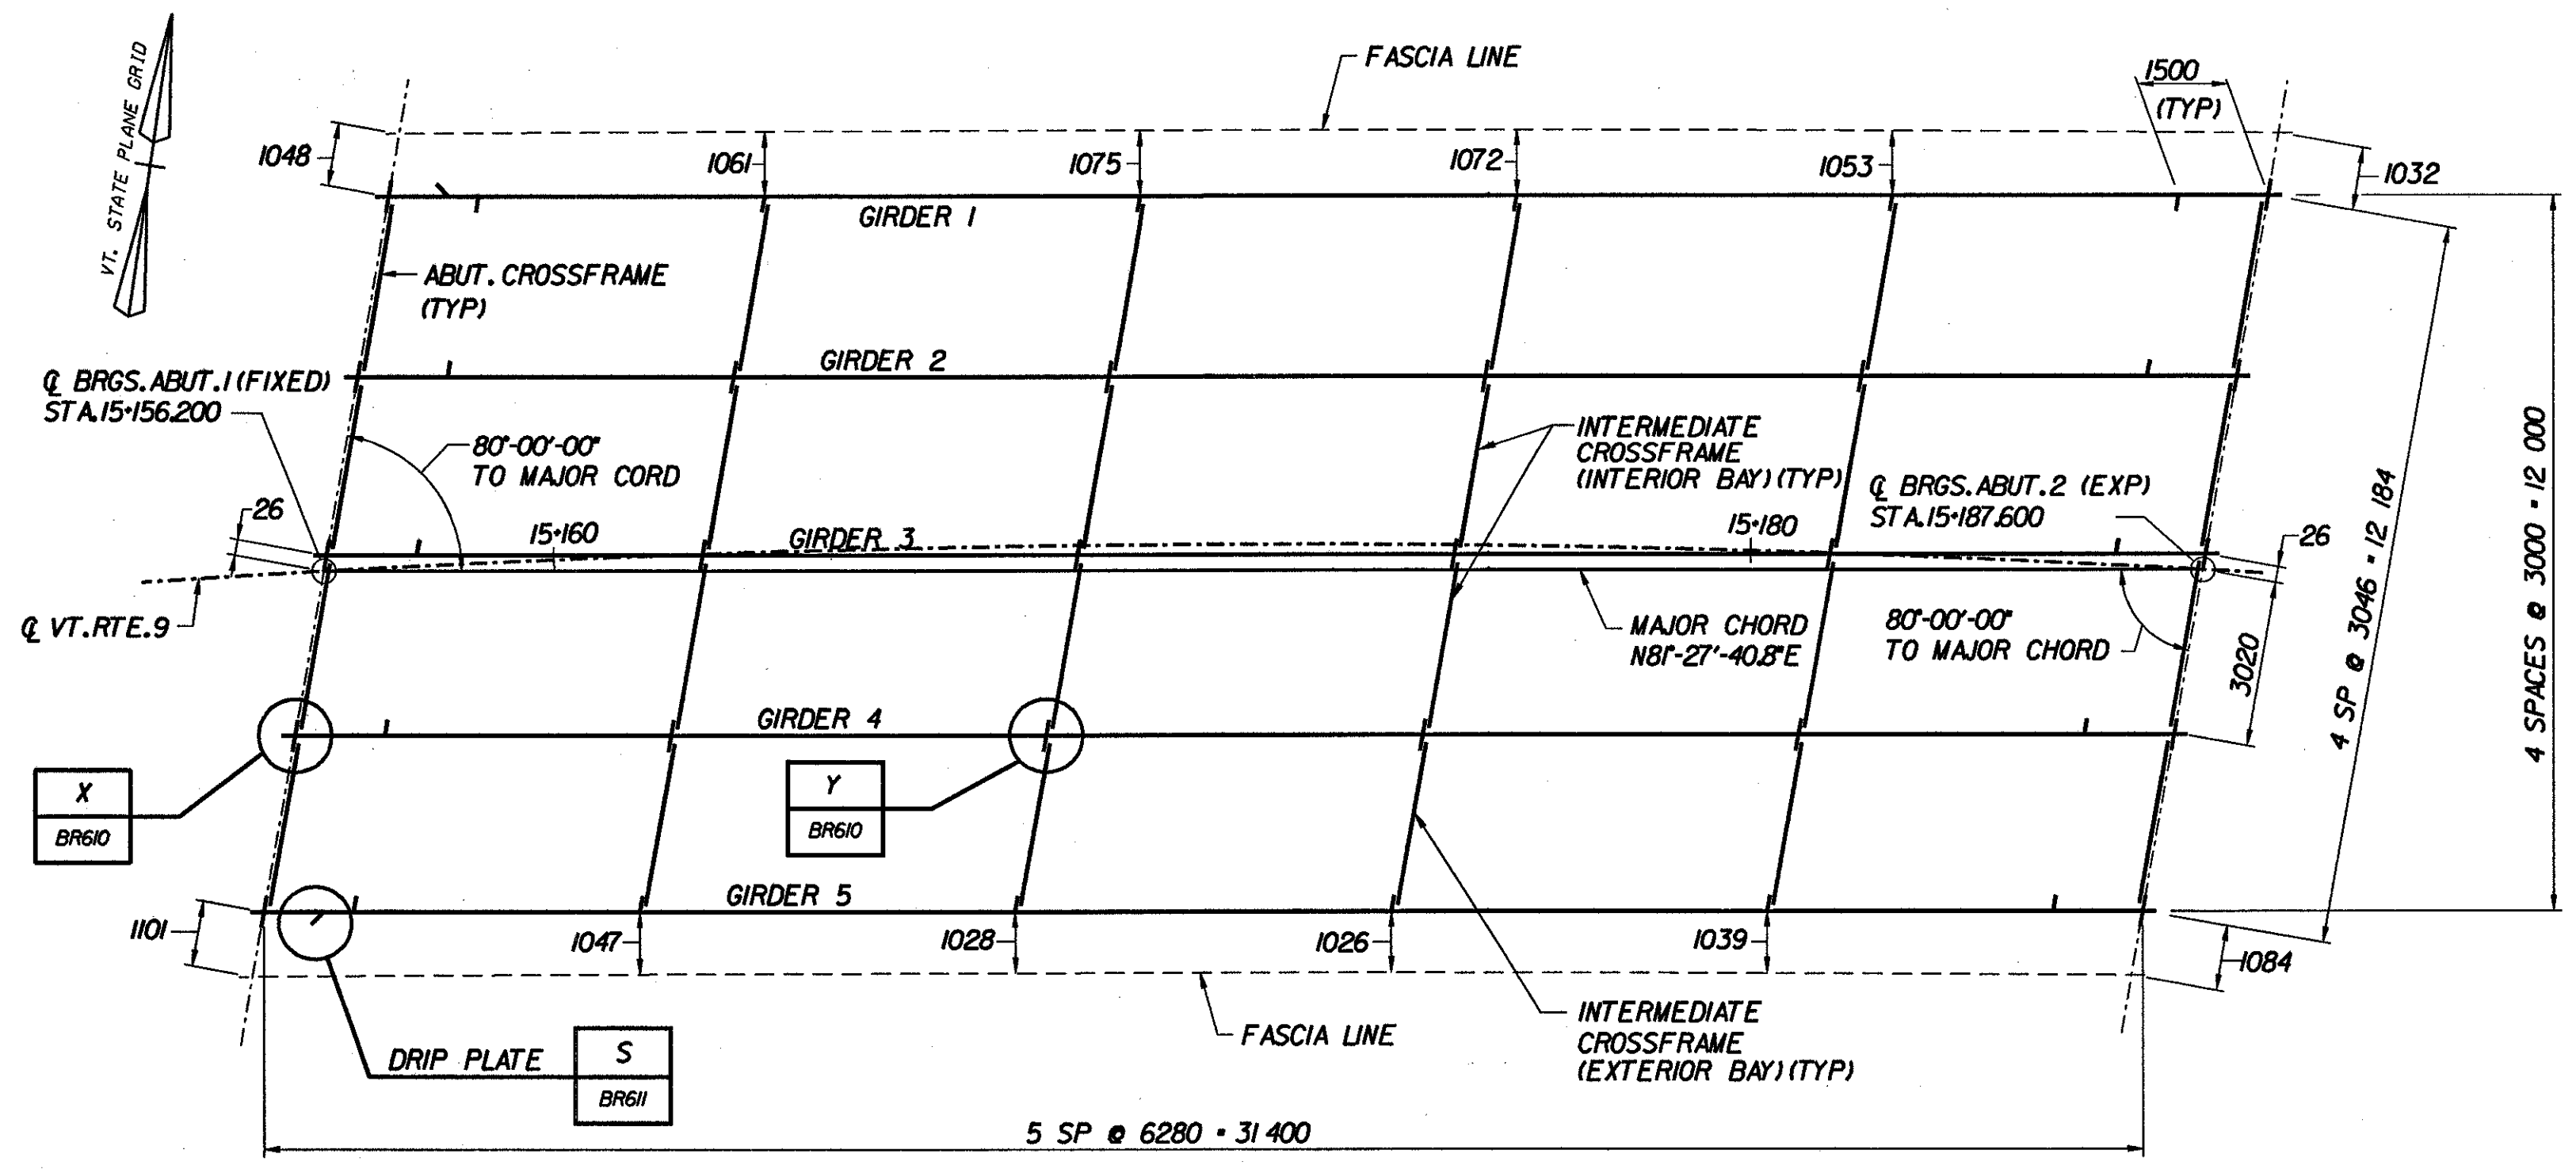 VT. STATE PLANE GRID
FASCIA LINE
1500
(TYP)
1048
1061
1075
1072
1053
1032
GIRDER 1
ABUT. CROSSFRAME
(TYP)
GIRDER 2
℄ BRGS. ABUT. 1 (FIXED)
STA. 15+156.200
80°-00'-00"
TO MAJOR CORD
INTERMEDIATE
CROSSFRAME
(INTERIOR BAY) (TYP)
℄ BRGS. ABUT. 2 (EXP)
STA. 15+187.600
26
15+160
GIRDER 3
15+180
26
℄ VT. RTE. 9
MAJOR CHORD
N81°-27'-40.8"E
80°-00'-00"
TO MAJOR CHORD
3020
4 SP @ 3046 = 12 184
4 SPACES @ 3000 = 12 000
GIRDER 4
X
BR610
Y
BR610
GIRDER 5
1101
1047
1028
1026
1039
1084
FASCIA LINE
INTERMEDIATE
CROSSFRAME
(EXTERIOR BAY) (TYP)
DRIP PLATE
S
BR611
5 SP @ 6280 = 31 400